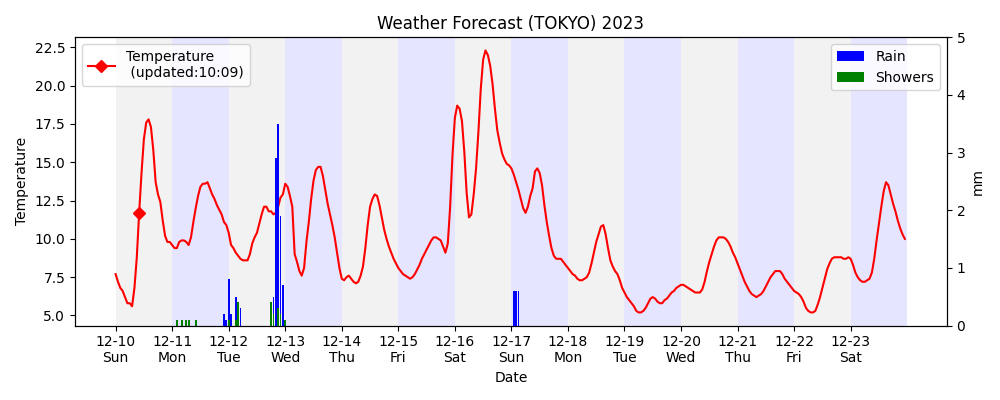 Weather Forecast (TOKYO) 2023
Temperature
(updated:10:09)
Rain
Showers
Temperature
22.5
20.0
17.5
15.0
12.5
10.0
7.5
5.0
5
4
3
2
1
0
mm
12-10 12-11 12-12 12-13 12-14 12-15 12-16 12-17 12-18 12-19 12-20 12-21 12-22 12-23
Sun Mon Tue Wed Thu Fri Sat Sun Mon Tue Wed Thu Fri Sat
Date